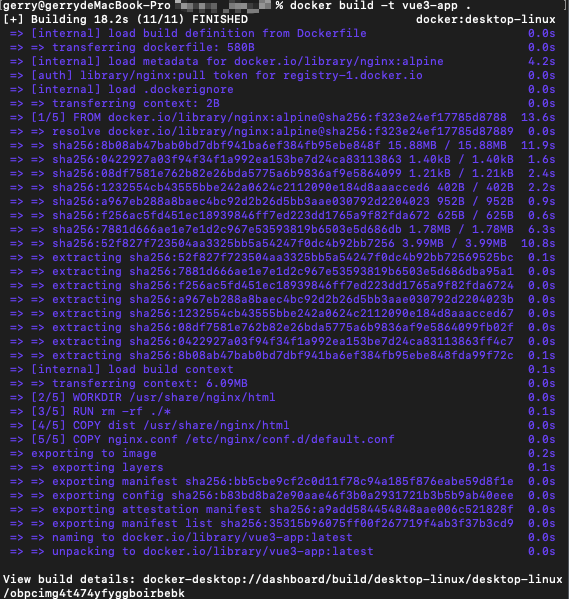 [gerry@gerrydeMacBook-Pro % docker build -t vue3-app .
[+] Building 18.2s (11/11) FINISHED docker:desktop-linux
=> [internal] load build definition from Dockerfile 0.0s
=> => transferring dockerfile: 580B 0.0s
=> [internal] load metadata for docker.io/library/nginx:alpine 4.2s
=> [auth] library/nginx:pull token for registry-1.docker.io 0.0s
=> [internal] load .dockerignore 0.0s
=> => transferring context: 2B 0.0s
=> [1/5] FROM docker.io/library/nginx:alpine@sha256:f323e24ef17785d8788 13.6s
=> => resolve docker.io/library/nginx:alpine@sha256:f323e24ef17785d87889 0.0s
=> => sha256:8b08ab47bab0bd7dbf941ba6ef384fb95ebe848f 15.88MB / 15.88MB 11.9s
=> => sha256:0422927a03f94f34f1a992ea153be7d24ca83113863 1.40kB / 1.40kB 1.6s
=> => sha256:08df7581e762b82e26bda5775a6b9836af9e5864099 1.21kB / 1.21kB 2.4s
=> => sha256:1232554cb43555bbe242a0624c2112090e184d8aaacced6 402B / 402B 2.2s
=> => sha256:a967eb288a8baec4bc92d2b26d5bb3aae030792d2204023 952B / 952B 0.9s
=> => sha256:f256ac5fd451ec18939846ff7ed223dd1765a9f82fda672 625B / 625B 0.6s
=> => sha256:7881d666ae1e7e1d2c967e53593819b6503e5d686db 1.78MB / 1.78MB 6.3s
=> => sha256:52f827f723504aa3325bb5a54247f0dc4b92bb7256 3.99MB / 3.99MB 10.8s
=> => extracting sha256:52f827f723504aa3325bb5a54247f0dc4b92bb72569525bc 0.1s
=> => extracting sha256:7881d666ae1e7e1d2c967e53593819b6503e5d686dba95a1 0.0s
=> => extracting sha256:f256ac5fd451ec18939846ff7ed223dd1765a9f82fda6724 0.0s
=> => extracting sha256:a967eb288a8baec4bc92d2b26d5bb3aae030792d2204023b 0.0s
=> => extracting sha256:1232554cb43555bbe242a0624c2112090e184d8aaacced67 0.0s
=> => extracting sha256:08df7581e762b82e26bda5775a6b9836af9e5864099fb02f 0.0s
=> => extracting sha256:0422927a03f94f34f1a992ea153be7d24ca83113863ff4c7 0.0s
=> => extracting sha256:8b08ab47bab0bd7dbf941ba6ef384fb95ebe848fda99f72c 0.1s
=> [internal] load build context 0.1s
=> => transferring context: 6.09MB 0.0s
=> [2/5] WORKDIR /usr/share/nginx/html 0.0s
=> [3/5] RUN rm -rf ./* 0.1s
=> [4/5] COPY dist /usr/share/nginx/html 0.0s
=> [5/5] COPY nginx.conf /etc/nginx/conf.d/default.conf 0.0s
=> exporting to image 0.2s
=> => exporting layers 0.1s
=> => exporting manifest sha256:bb5cbe9cf2c0d11f78c94a185f876eabe59d8f1e 0.0s
=> => exporting config sha256:b83bd8ba2e90aae46f3b0a2931721b3b5b9ab40eee 0.0s
=> => exporting attestation manifest sha256:a9add584454848aae006c521828f 0.0s
=> => exporting manifest list sha256:35315b96075ff00f267719f4ab3f37b3cd9 0.0s
=> => naming to docker.io/library/vue3-app:latest 0.0s
=> => unpacking to docker.io/library/vue3-app:latest 0.0s
View build details: docker-desktop://dashboard/build/desktop-linux/desktop-linux
/obpcimg4t474yfyggboirbebk